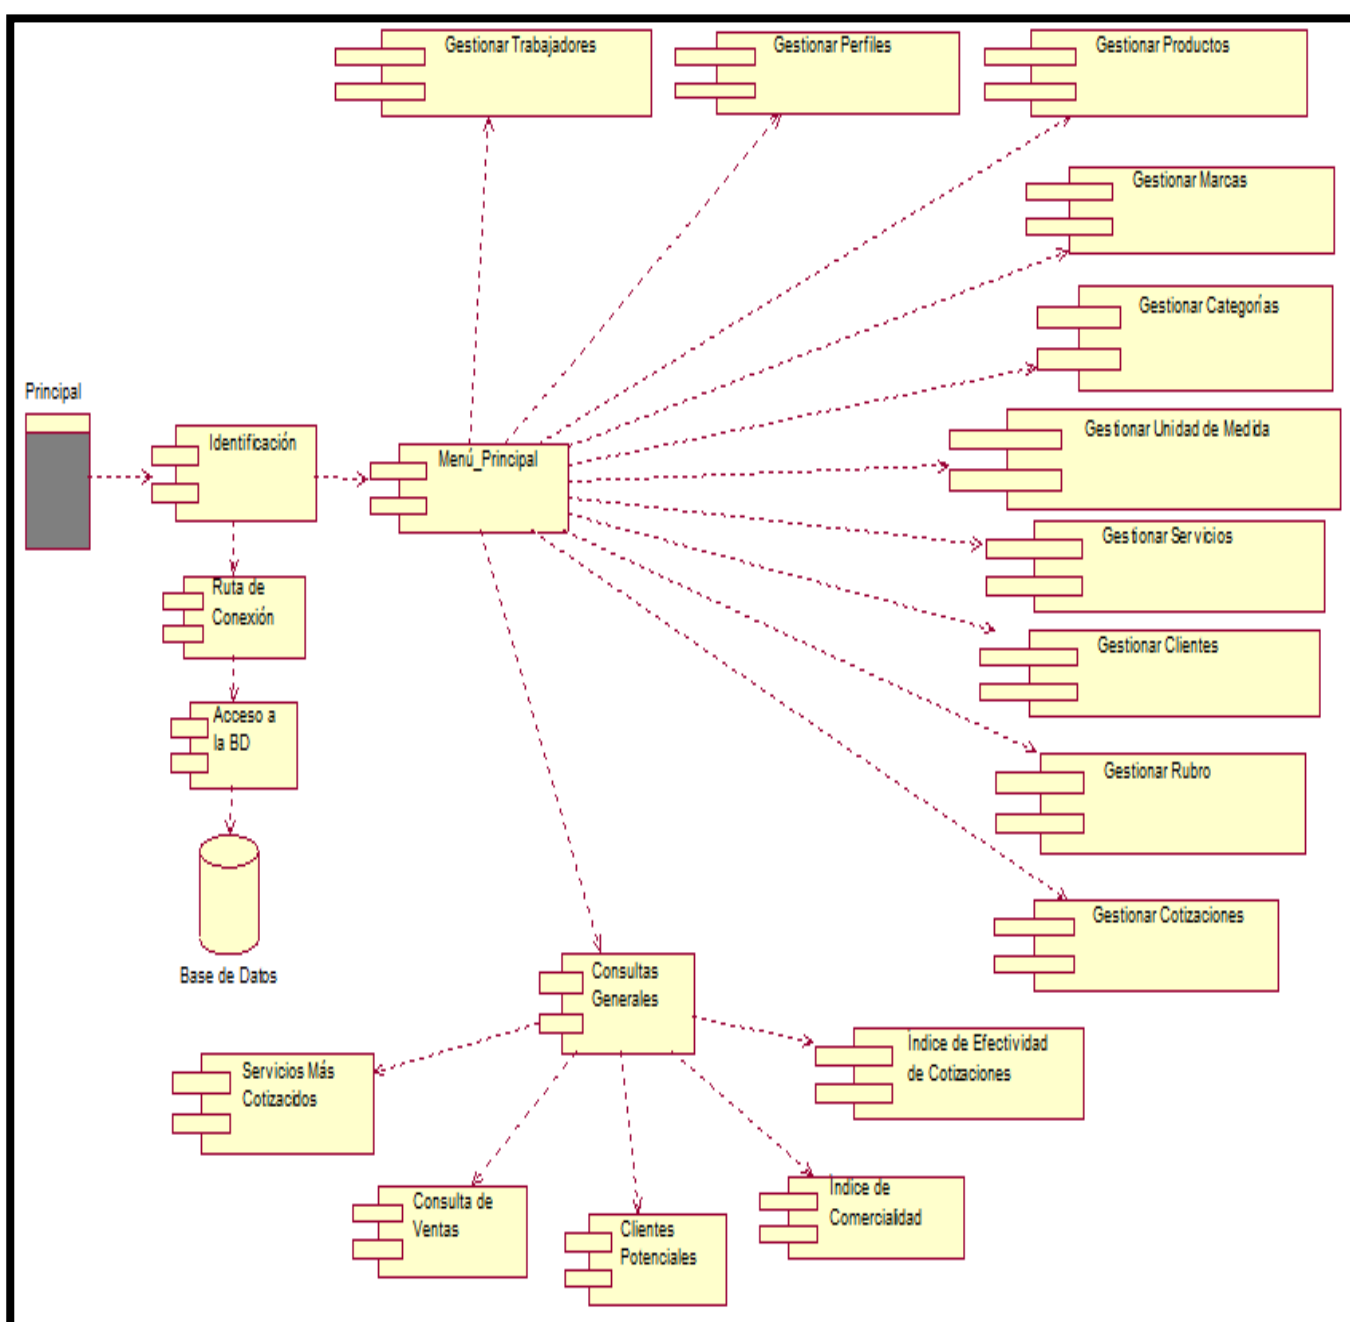 Gestionar Trabajadores
Gestionar Perfiles
Gestionar Productos
Gestionar Marcas
Gestionar Categorías
Principal
Identificación
Menú_Principal
Gestionar Unidad de Medida
Gestionar Servicios
Ruta de
Conexión
Gestionar Clientes
Acceso a
la BD
Gestionar Rubro
Gestionar Cotizaciones
Base de Datos
Consultas
Generales
Índice de Efectividad
de Cotizaciones
Servicios Más
Cotizacidos
Consulta de
Ventas
Clientes
Potenciales
Índice de
Comercialidad